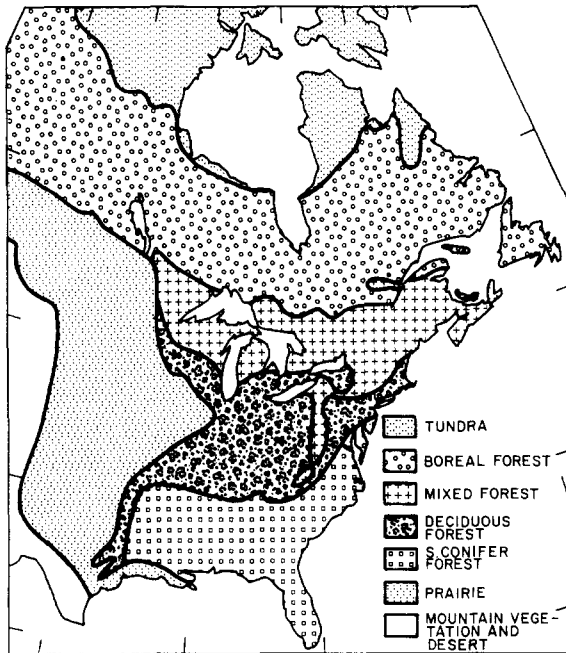 TUNDRA
BOREAL FOREST
MIXED FOREST
DECIDUOUS
FOREST
S.CONIFER
FOREST
PRAIRIE
MOUNTAIN VEGE-
TATION AND
DESERT